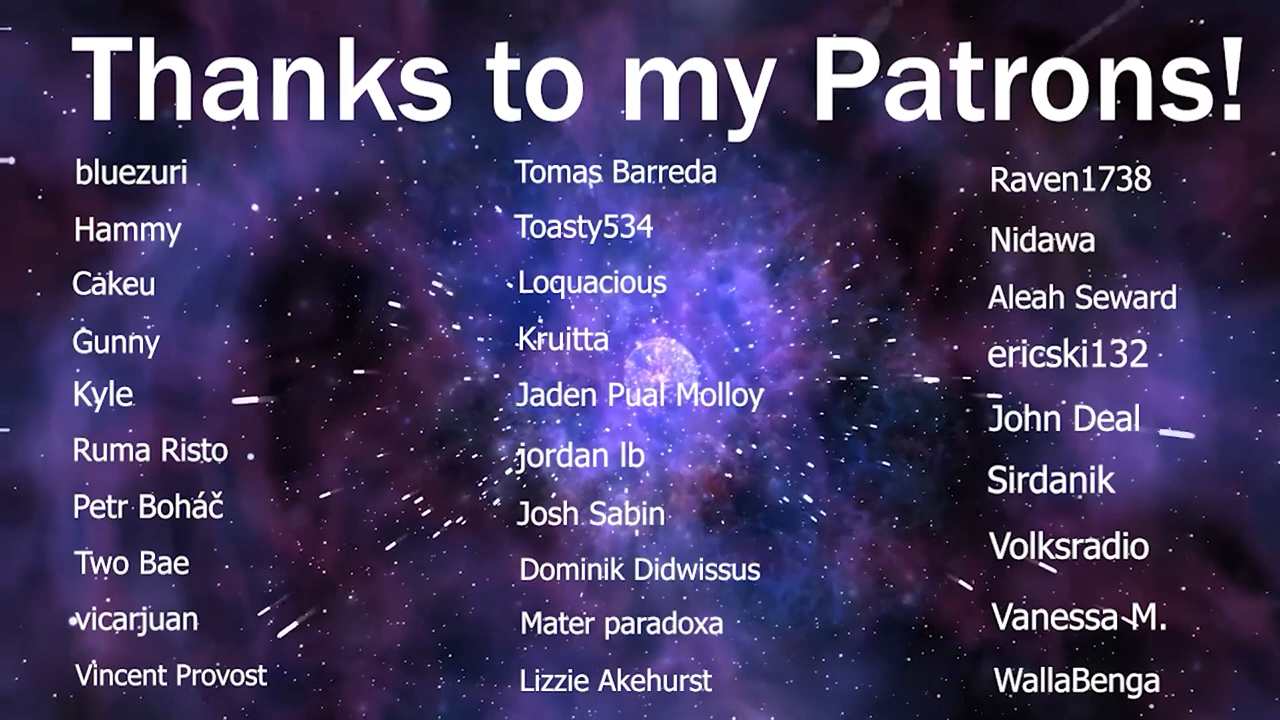 Thanks to my Patrons!
bluezuri
Hammy
Cakeu
Gunny
Kyle
Ruma Risto
Petr Boháč
Two Bae
vicarjuan
Vincent Provost
Tomas Barreda
Toasty534
Loquacious
Kruitta
Jaden Pual Molloy
jordan lb
Josh Sabin
Dominik Didwissus
Mater paradoxa
Lizzie Akehurst
Raven1738
Nidawa
Aleah Seward
ericski132
John Deal
Sirdanik
Volksradio
Vanessa M.
WallaBenga